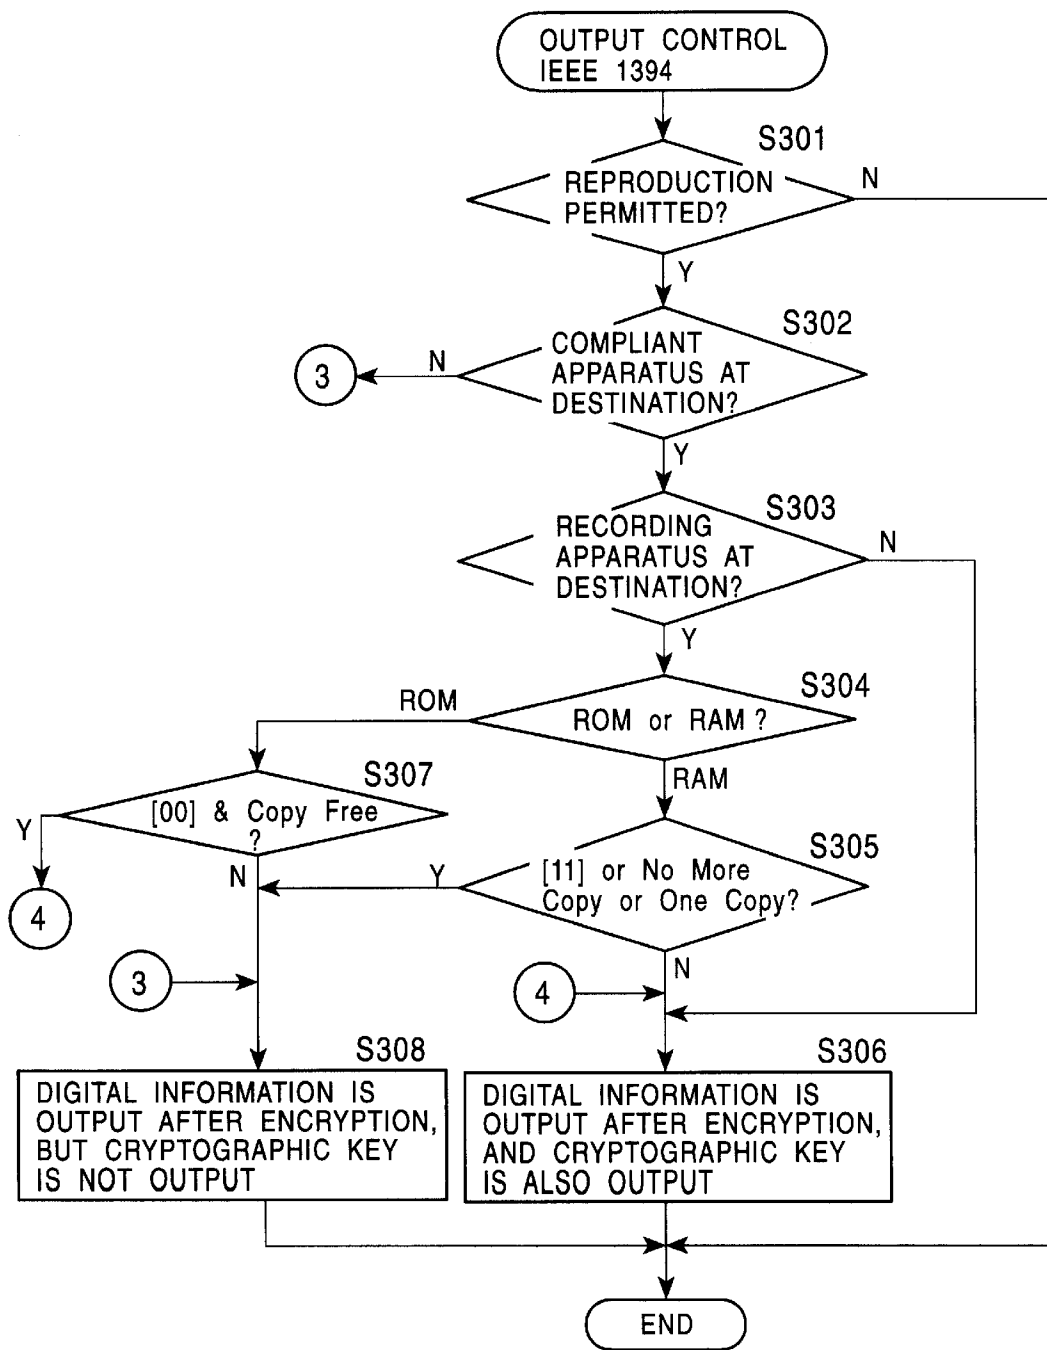 OUTPUT CONTROL
IEEE 1394
S301
REPRODUCTION
PERMITTED?
N
Y
S302
COMPLIANT
APPARATUS AT
DESTINATION?
N
3
Y
S303
RECORDING
APPARATUS AT
DESTINATION?
N
Y
S304
ROM or RAM ?
ROM
RAM
S307
[00] & Copy Free
?
Y
N
4
S305
[11] or No More
Copy or One Copy?
Y
N
3
4
S308
DIGITAL INFORMATION IS
OUTPUT AFTER ENCRYPTION,
BUT CRYPTOGRAPHIC KEY
IS NOT OUTPUT
S306
DIGITAL INFORMATION IS
OUTPUT AFTER ENCRYPTION,
AND CRYPTOGRAPHIC KEY
IS ALSO OUTPUT
END